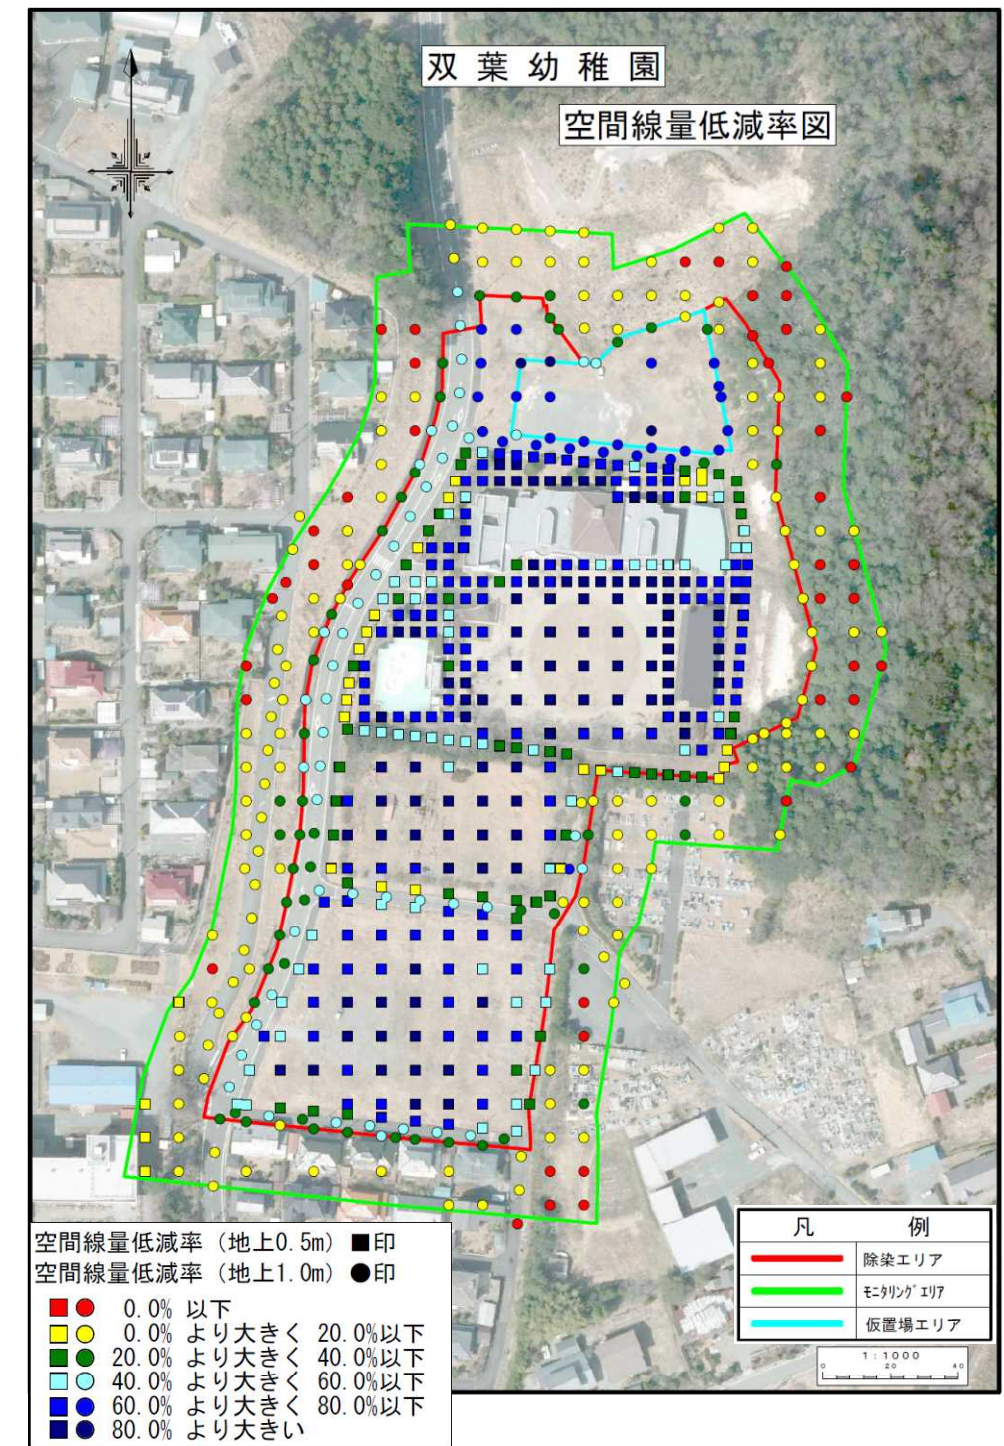 双葉幼稚園
空間線量低減率図
空間線量低減率 (地上0.5m) ■印
空間線量低減率 (地上1.0m) ●印
0.0% 以下
0.0% より大きく 20.0%以下
20.0% より大きく 40.0%以下
40.0% より大きく 60.0%以下
60.0% より大きく 80.0%以下
80.0% より大きい
凡 例
除染エリア
モニタリングエリア
仮置場エリア
1:1000
0 20 40